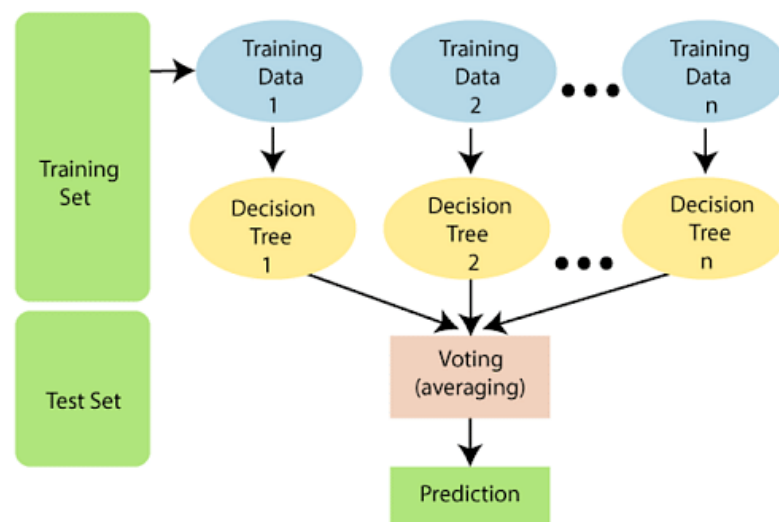 Training
Set
Test Set
Training
Data
1
Training
Data
2
Training
Data
n
Decision
Tree
1
Decision
Tree
2
Decision
Tree
n
Voting
(averaging)
Prediction